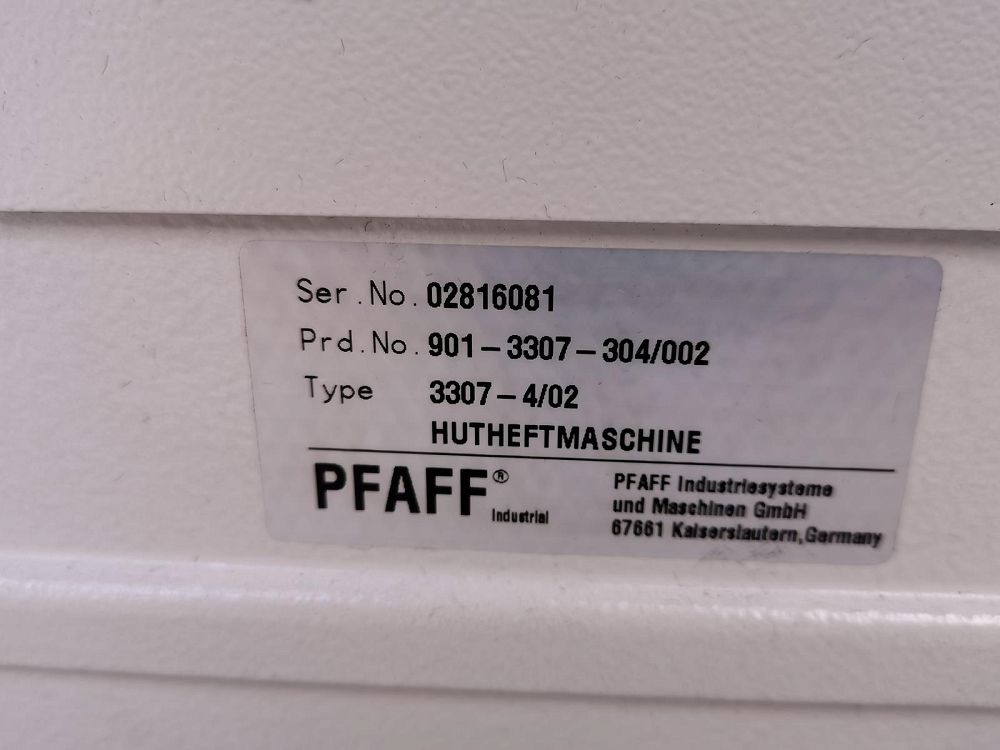 Ser.No. 02816081
Prd.No. 901-3307-304/002
Type 3307-4/02
HUTHEFTMASCHINE
PFAFF® Industrial
PFAFF Industriesysteme
und Maschinen GmbH
67661 Kaiserslautern, Germany